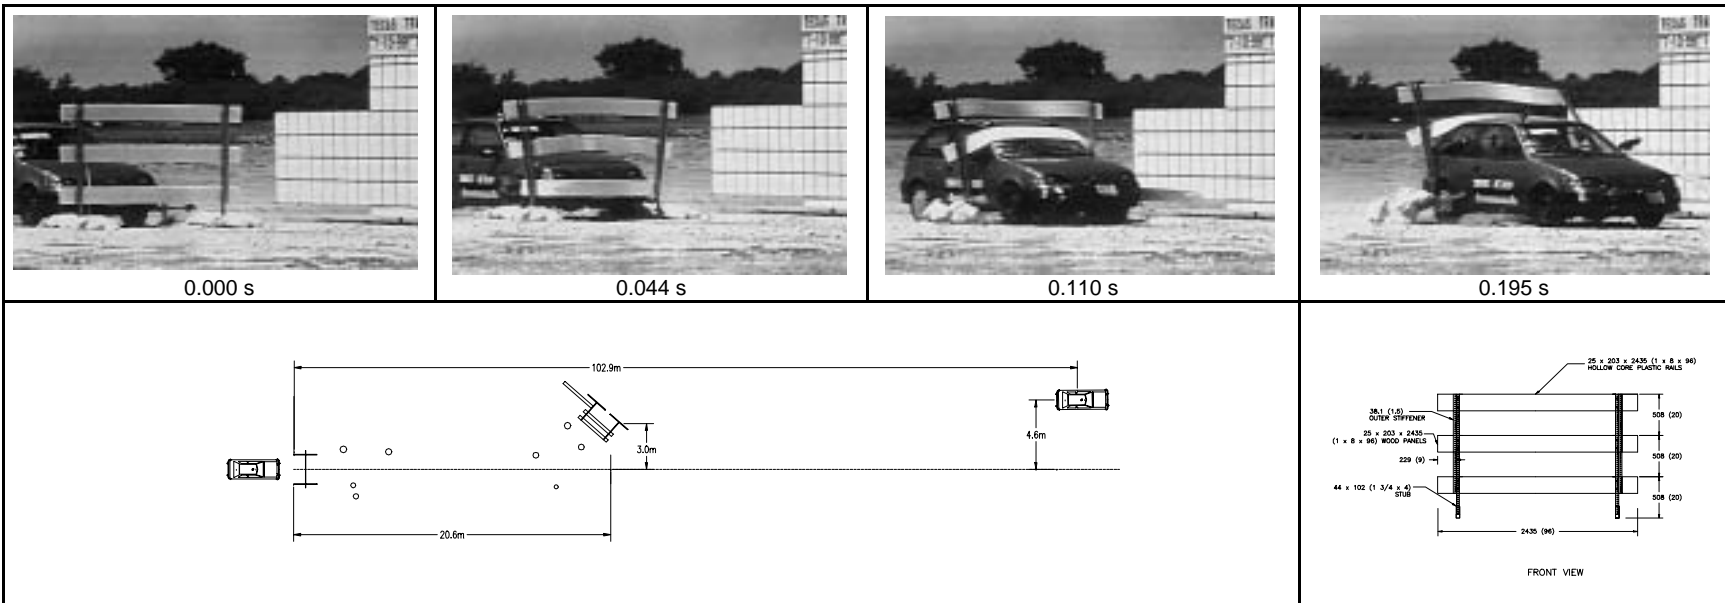 0.000 s
0.044 s
0.110 s
0.195 s
102.9m
4.6m
3.0m
20.6m
25 x 203 x 2435 (1 x 8 x 96)
HOLLOW CORE PLASTIC RAILS
38.1 (1.5)
OUTER STIFFENER
508 (20)
25 x 203 x 2435
(1 x 8 x 96) WOOD PANELS
508 (20)
229 (9)
44 x 102 (1 3/4 x 4)
STUB
508 (20)
2435 (96)
FRONT VIEW